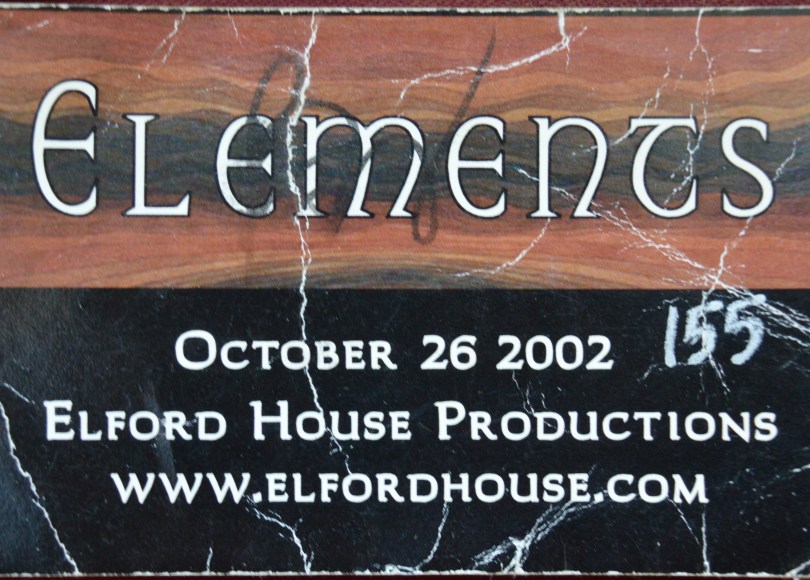 Elements
October 26 2002
155
Elford House Productions
www.elfordhouse.com